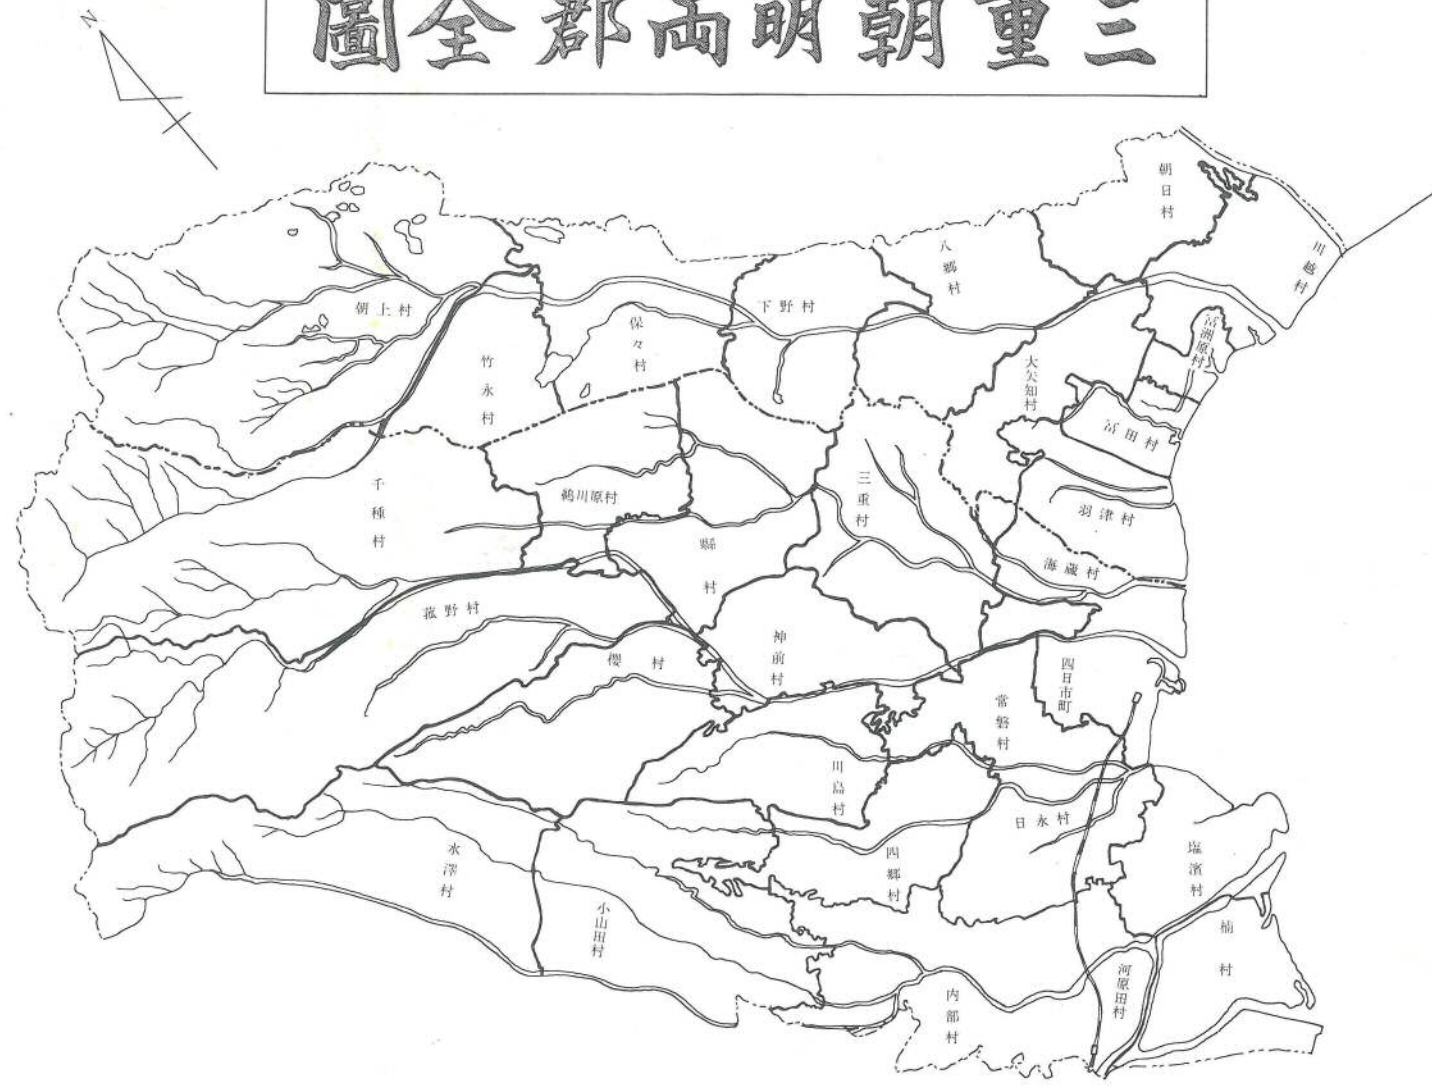 三重朝明両郡全圖
N
朝日村
川越村
八郷村
下野村
朝上村
保々村
竹永村
大矢知村
富洲原村
富田村
千種村
鵜川原村
三重村
羽津村
縣村
海蔵村
菰野村
櫻村
神前村
四日市町
常磐村
川島村
日永村
四郷村
塩濱村
水澤村
小山田村
楠村
河原田村
内部村